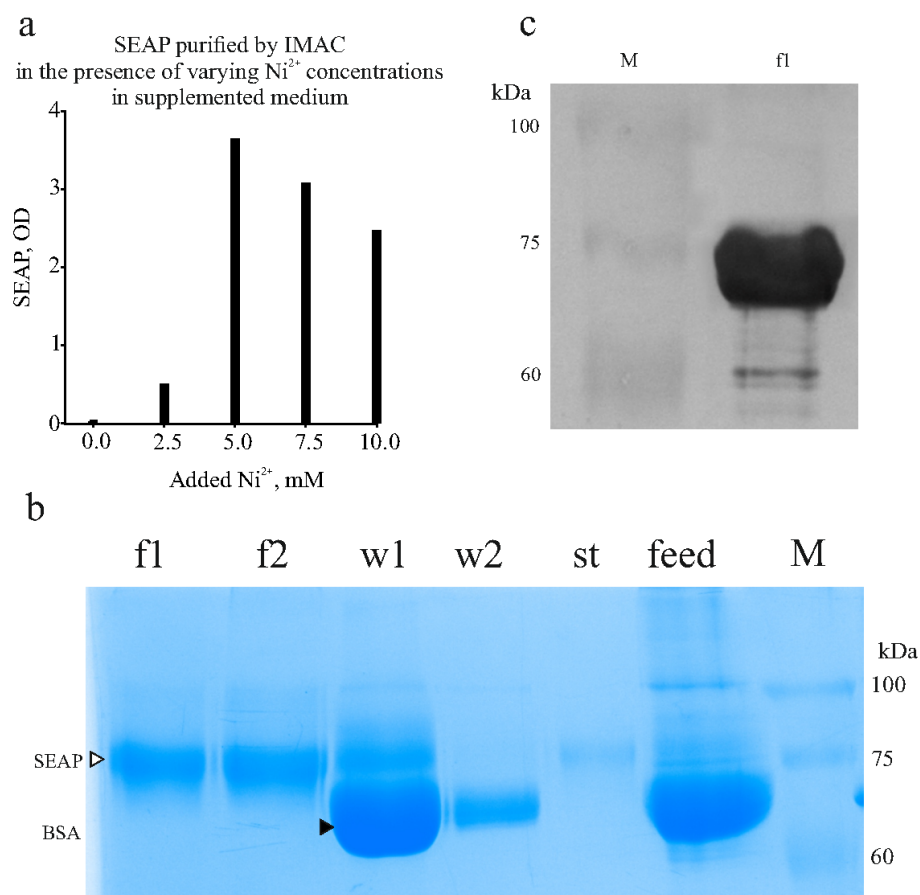 a
SEAP purified by IMAC
in the presence of varying Ni²⁺ concentrations
in supplemented medium
4
3
2
1
0
SEAP, OD
0.0 2.5 5.0 7.5 10.0
Added Ni²⁺, mM
c
M f1
kDa
100
75
60
b
f1 f2 w1 w2 st feed M
kDa
100
SEAP 75
BSA
60